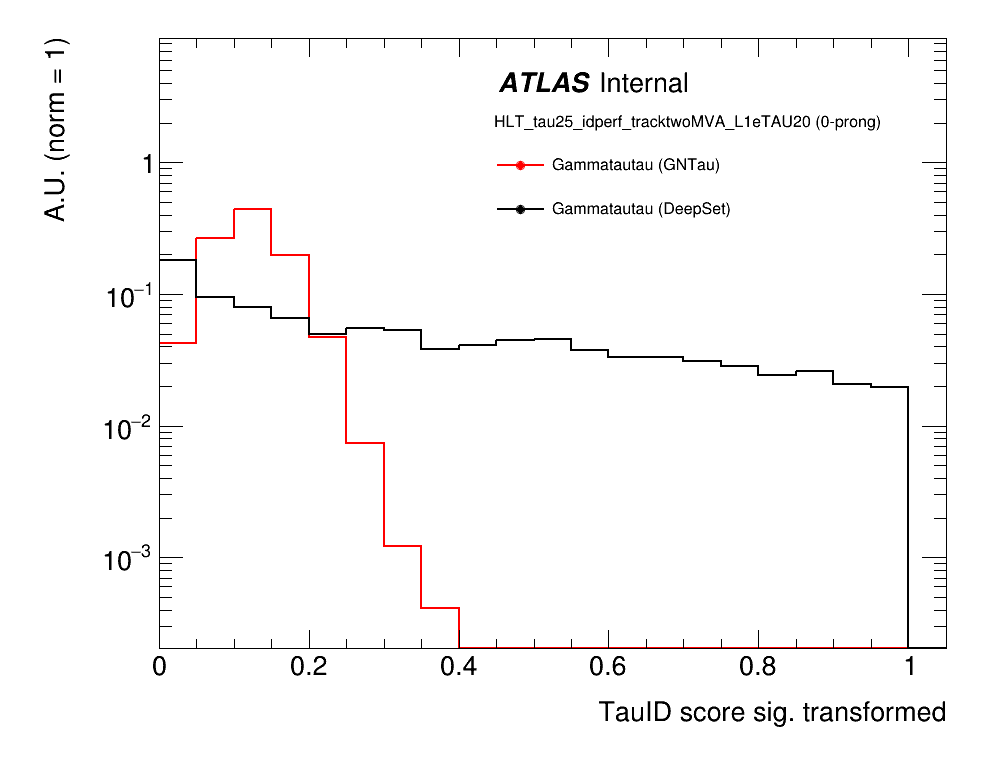 A.U. (norm = 1)
ATLAS Internal
HLT_tau25_idperf_tracktwoMVA_L1eTAU20 (0-prong)
Gammatautau (GNTau)
Gammatautau (DeepSet)
1
10⁻¹
10⁻²
10⁻³
0 0.2 0.4 0.6 0.8 1
TauID score sig. transformed